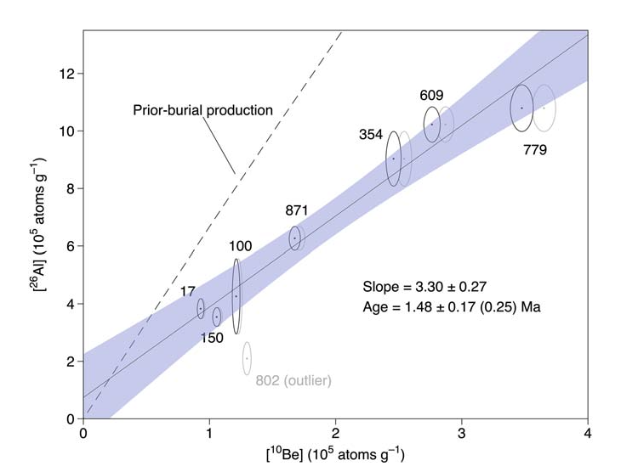 12
10
8
6
4
2
0
[²⁶Al] (10⁵ atoms g⁻¹)
Prior-burial production
609
354
779
871
100
17
150
802 (outlier)
Slope = 3.30 ± 0.27
Age = 1.48 ± 0.17 (0.25) Ma
0 1 2 3 4
[¹⁰Be] (10⁵ atoms g⁻¹)